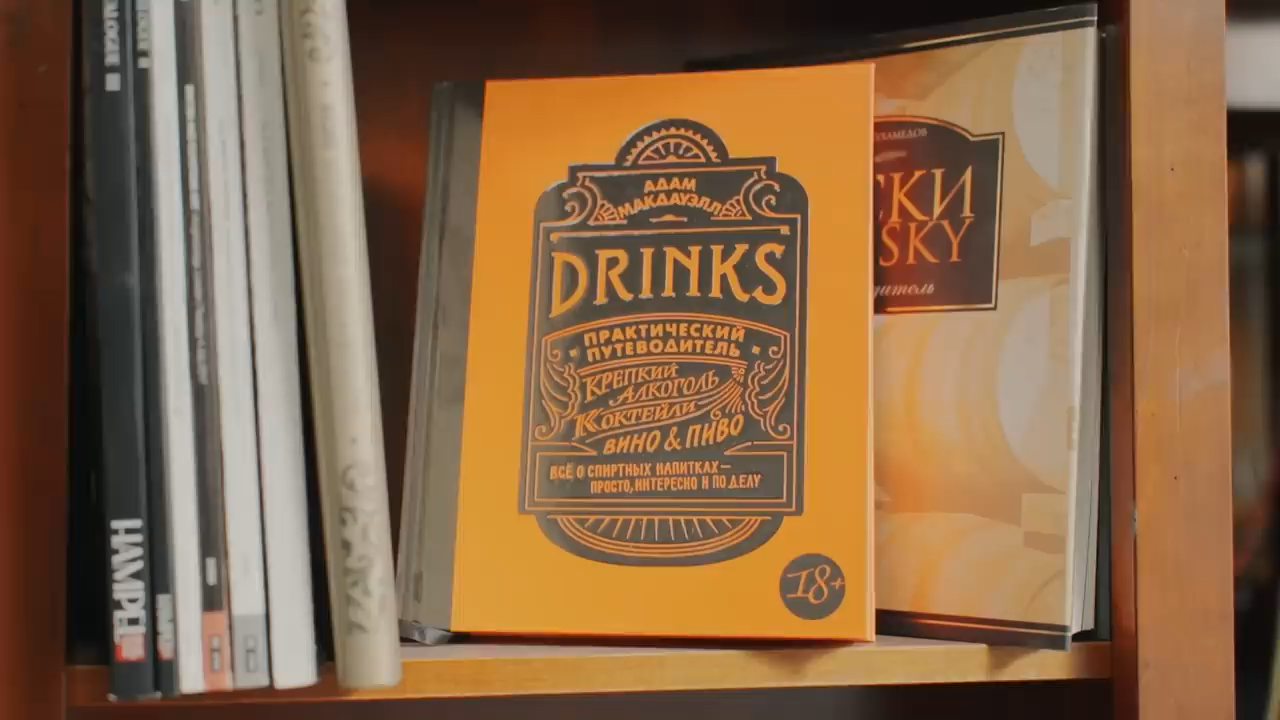 HAMPEL
АДАМ
МАКДАУЭЛЛ
DRINKS
ПРАКТИЧЕСКИЙ
ПУТЕВОДИТЕЛЬ
КРЕПКИЙ
АЛКОГОЛЬ
КОКТЕЙЛИ
ВИНО & ПИВО
ВСЁ О СПИРТНЫХ НАПИТКАХ —
ПРОСТО, ИНТЕРЕСНО И ПО ДЕЛУ
18+
СКИ
SKY